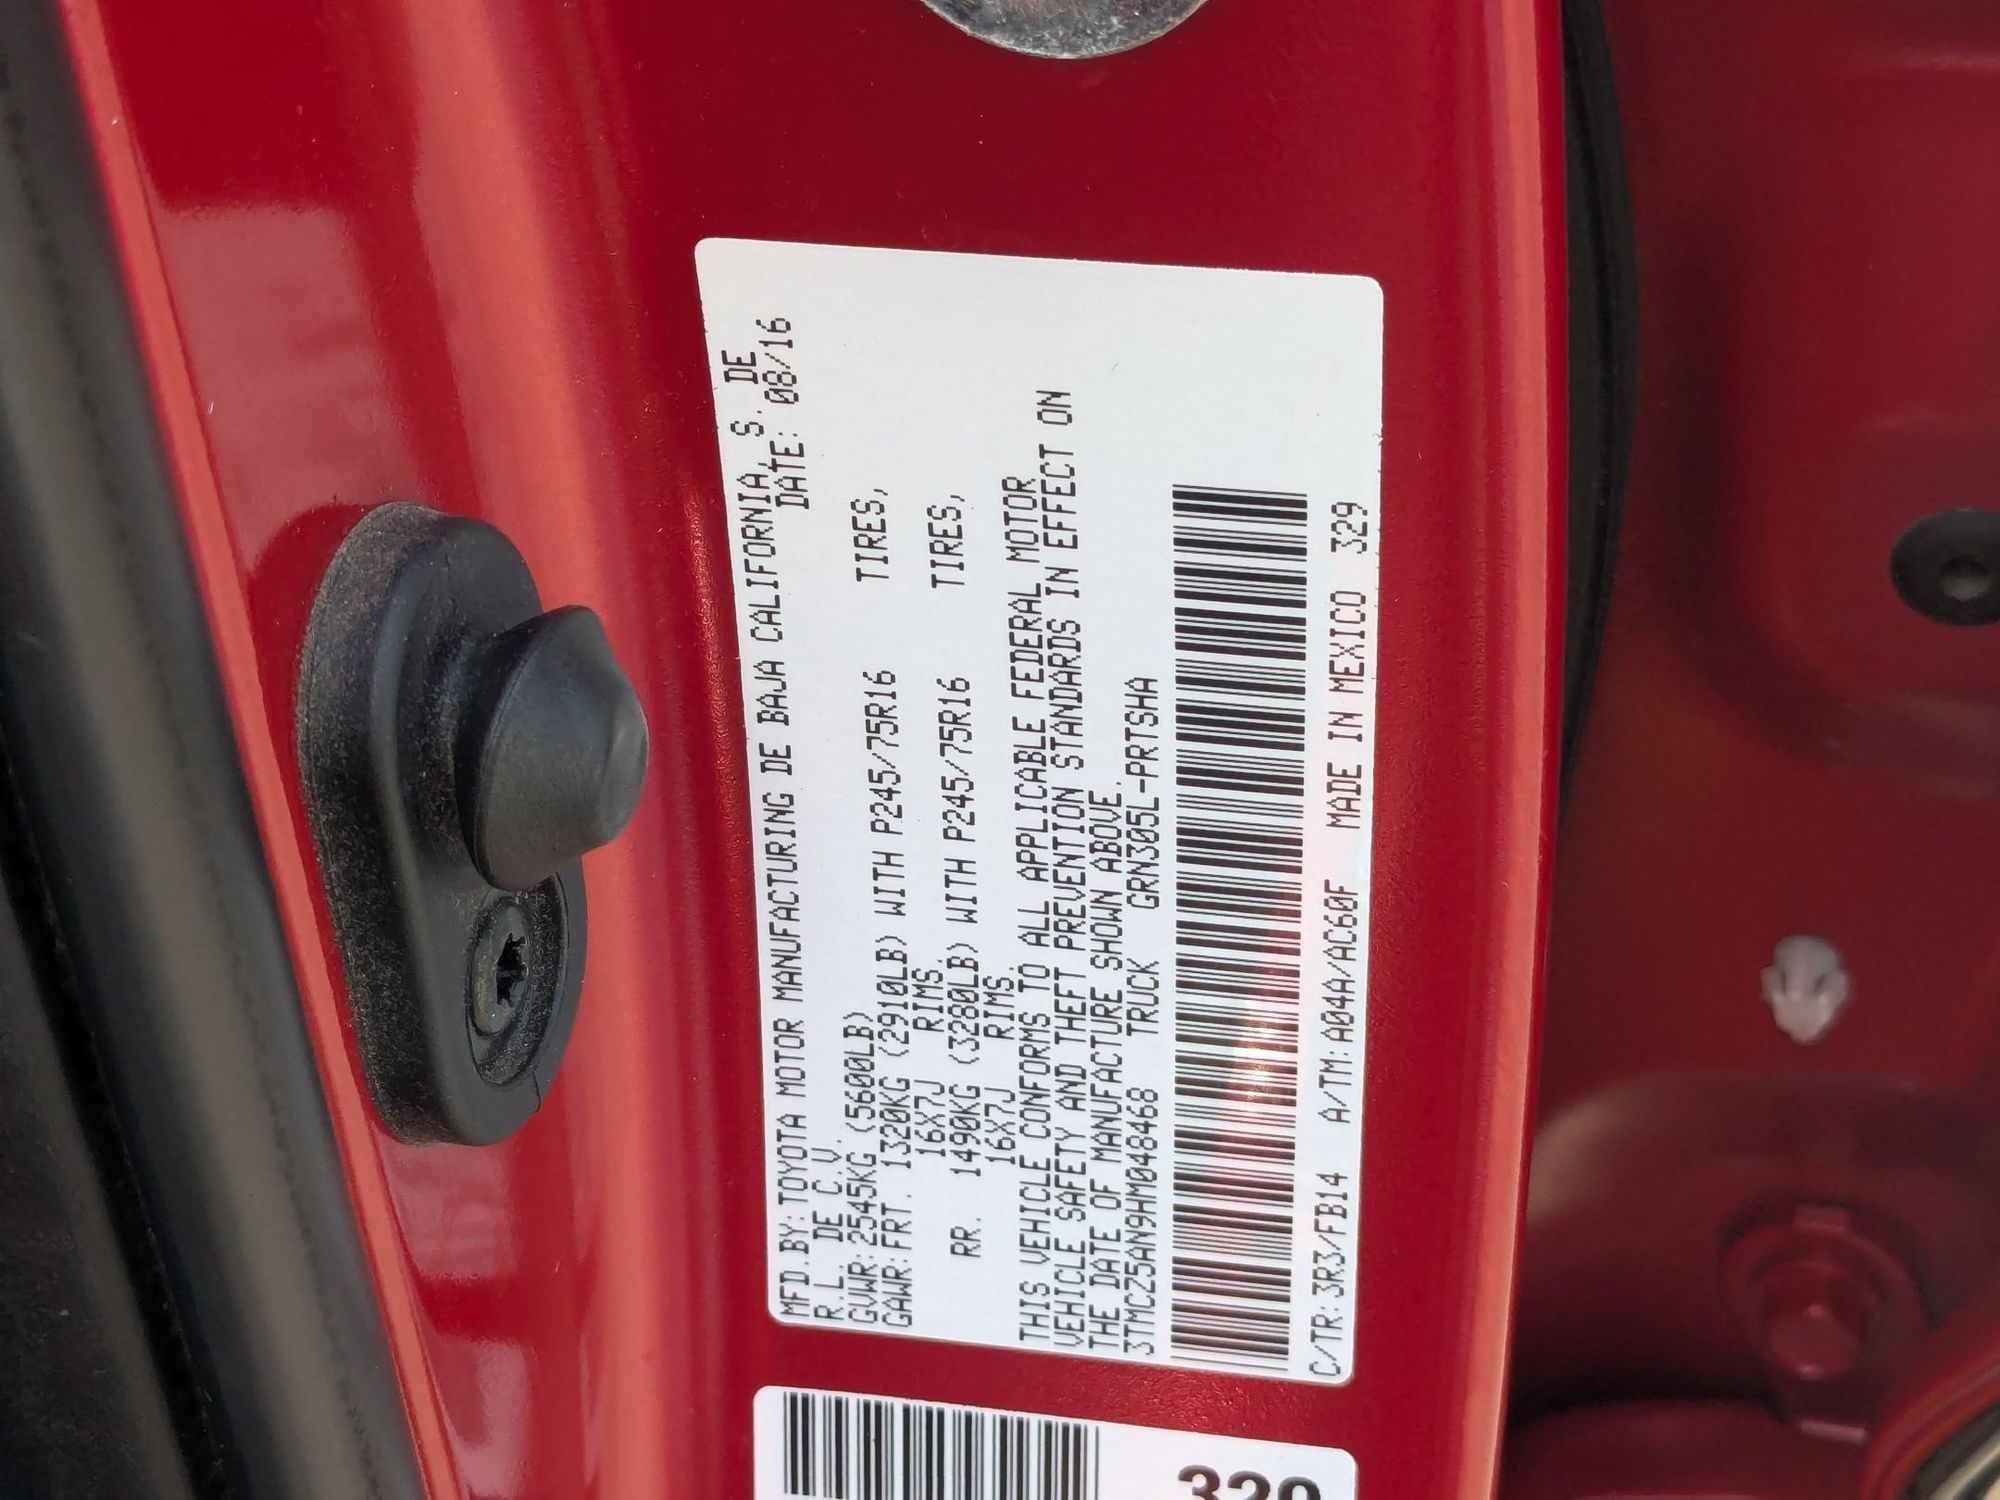 MFD.BY:TOYOTA MOTOR MANUFACTURING DE BAJA CALIFORNIA, S. DE
R.L. DE C.V. DATE: 08/16
GVWR:2545KG (5600LB)
GAWR:FRT. 1320KG (2910LB) WITH P245/75R16 TIRES,
16X7J RIMS.
RR. 1490KG (3280LB) WITH P245/75R16 TIRES,
16X7J RIMS.
THIS VEHICLE CONFORMS TO ALL APPLICABLE FEDERAL MOTOR
VEHICLE SAFETY AND THEFT PREVENTION STANDARDS IN EFFECT ON
THE DATE OF MANUFACTURE SHOWN ABOVE.
3TMCZ5AN9HM048468 TRUCK GRN305L-PRTSHA
C/TR:3R3/FB14 A/TM:A04A/AC60F MADE IN MEXICO 329
329